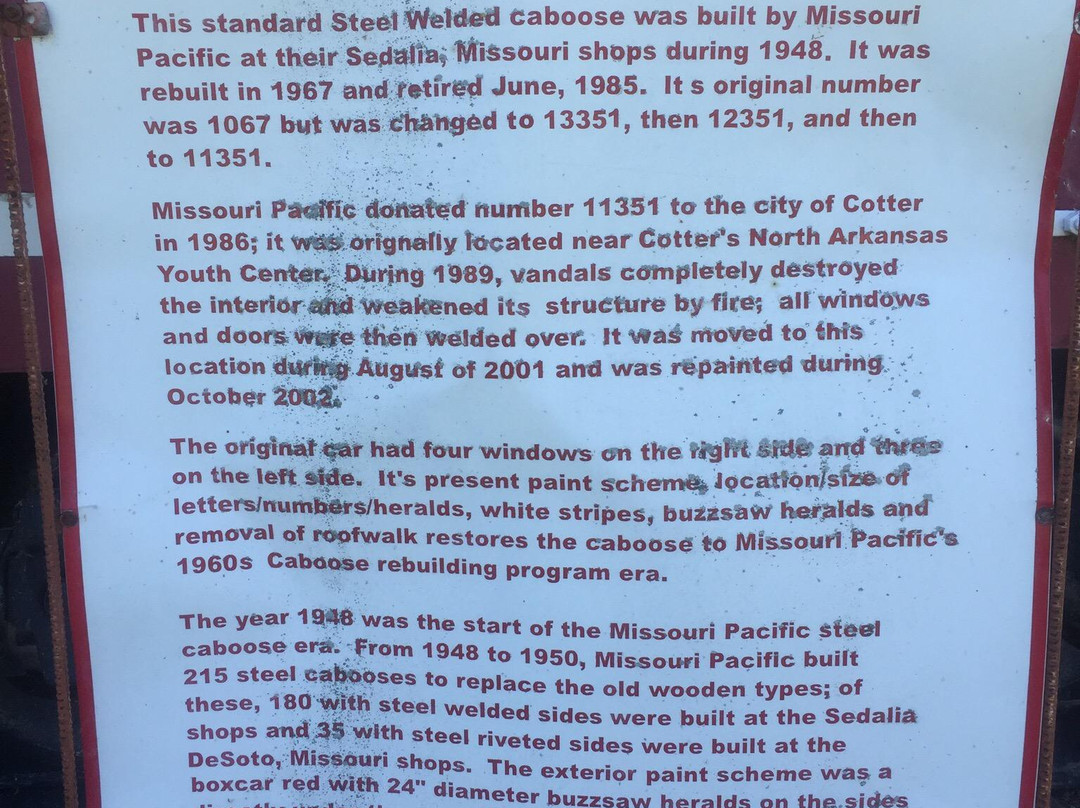 This standard Steel Welded caboose was built by Missouri
Pacific at their Sedalia, Missouri shops during 1948. It was
rebuilt in 1967 and retired June, 1985. It s original number
was 1067 but was changed to 13351, then 12351, and then
to 11351.
Missouri Pacific donated number 11351 to the city of Cotter
in 1986; it was orignally located near Cotter's North Arkansas
Youth Center. During 1989, vandals completely destroyed
the interior and weakened its structure by fire; all windows
and doors were then welded over. It was moved to this
location during August of 2001 and was repainted during
October 2002.
The original car had four windows on the right side and three
on the left side. It's present paint scheme, location/size of
letters/numbers/heralds, white stripes, buzzsaw heralds and
removal of roofwalk restores the caboose to Missouri Pacific's
1960s Caboose rebuilding program era.
The year 1948 was the start of the Missouri Pacific steel
caboose era. From 1948 to 1950, Missouri Pacific built
215 steel cabooses to replace the old wooden types; of
these, 180 with steel welded sides were built at the Sedalia
shops and 35 with steel riveted sides were built at the
DeSoto, Missouri shops. The exterior paint scheme was a
boxcar red with 24" diameter buzzsaw heralds on the sides